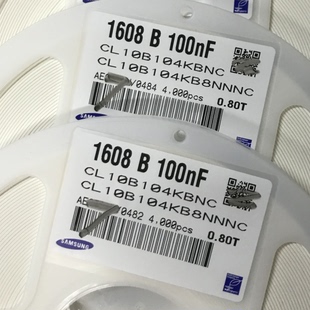 1608 B 100nF
CL10B104KBNC
CL10B104KB8NNNC
4,000pcs
0.80T
1608 B 100nF
CL10B104KBNC
CL10B104KB8NNNC
4,000pcs
0.80T
SAMSUNG